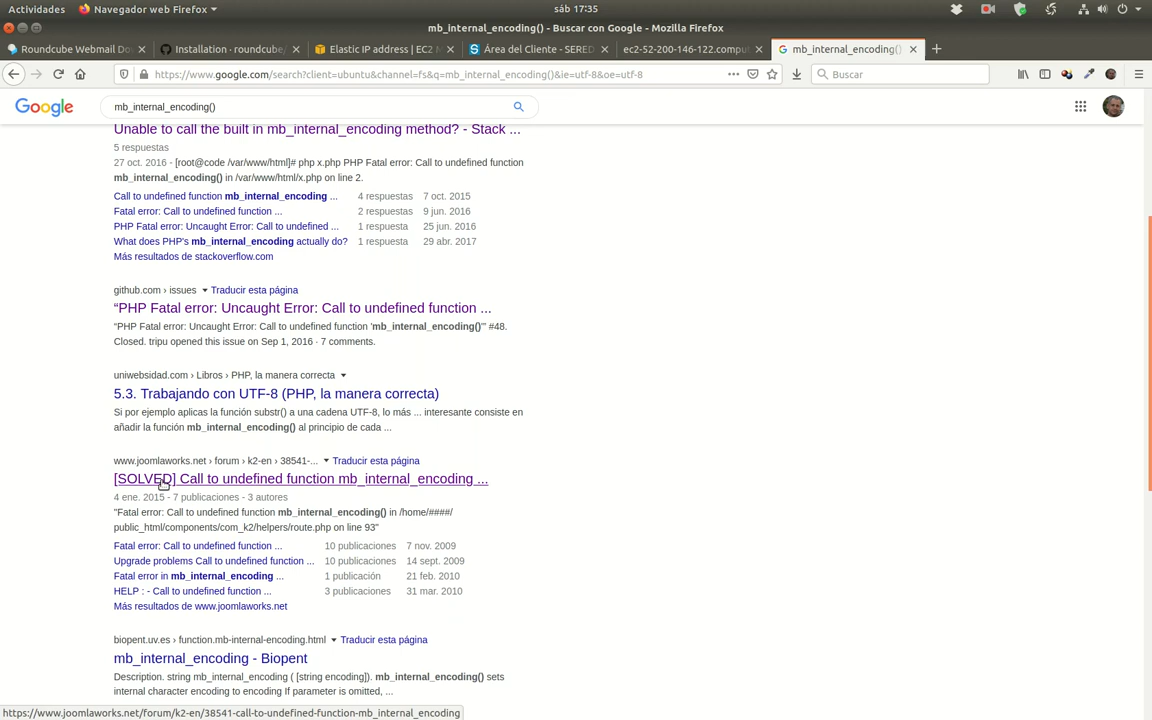 Actividades
Navegador web Firefox
sáb 17:35
mb_internal_encoding() - Buscar con Google - Mozilla Firefox
Roundcube Webmail Do
Installation · roundcube/
Elastic IP address | EC2 M
Área del Cliente - SERED
ec2-52-200-146-122.comput
mb_internal_encoding()
https://www.google.com/search?client=ubuntu&channel=fs&q=mb_internal_encoding()&ie=utf-8&oe=utf-8
Buscar
Google
mb_internal_encoding()
Unable to call the built in mb_internal_encoding method? - Stack ...
5 respuestas
27 oct. 2016 - [root@code /var/www/html]# php x.php PHP Fatal error: Call to undefined function
mb_internal_encoding() in /var/www/html/x.php on line 2.
Call to undefined function mb_internal_encoding ... 4 respuestas 7 oct. 2015
Fatal error: Call to undefined function ... 2 respuestas 9 jun. 2016
PHP Fatal error: Uncaught Error: Call to undefined ... 1 respuesta 25 jun. 2016
What does PHP's mb_internal_encoding actually do? 1 respuesta 29 abr. 2017
Más resultados de stackoverflow.com
github.com › issues Traducir esta página
“PHP Fatal error: Uncaught Error: Call to undefined function ...
“PHP Fatal error: Uncaught Error: Call to undefined function 'mb_internal_encoding()'” #48.
Closed. tripu opened this issue on Sep 1, 2016 · 7 comments.
uniwebsidad.com › Libros › PHP, la manera correcta
5.3. Trabajando con UTF-8 (PHP, la manera correcta)
Si por ejemplo aplicas la función substr() a una cadena UTF-8, lo más ... interesante consiste en
añadir la función mb_internal_encoding() al principio de cada ...
www.joomlaworks.net › forum › k2-en › 38541-... Traducir esta página
[SOLVED] Call to undefined function mb_internal_encoding ...
4 ene. 2015 - 7 publicaciones - 3 autores
"Fatal error: Call to undefined function mb_internal_encoding() in /home/####/
public_html/components/com_k2/helpers/route.php on line 93"
Fatal error: Call to undefined function ... 10 publicaciones 7 nov. 2009
Upgrade problems Call to undefined function ... 10 publicaciones 14 sept. 2009
Fatal error in mb_internal_encoding ... 1 publicación 21 feb. 2010
HELP : - Call to undefined function ... 3 publicaciones 31 mar. 2010
Más resultados de www.joomlaworks.net
biopent.uv.es › function.mb-internal-encoding.html Traducir esta página
mb_internal_encoding - Biopent
Description. string mb_internal_encoding ( [string encoding]). mb_internal_encoding() sets
internal character encoding to encoding If parameter is omitted, ...
https://www.joomlaworks.net/forum/k2-en/38541-call-to-undefined-function-mb_internal_encoding